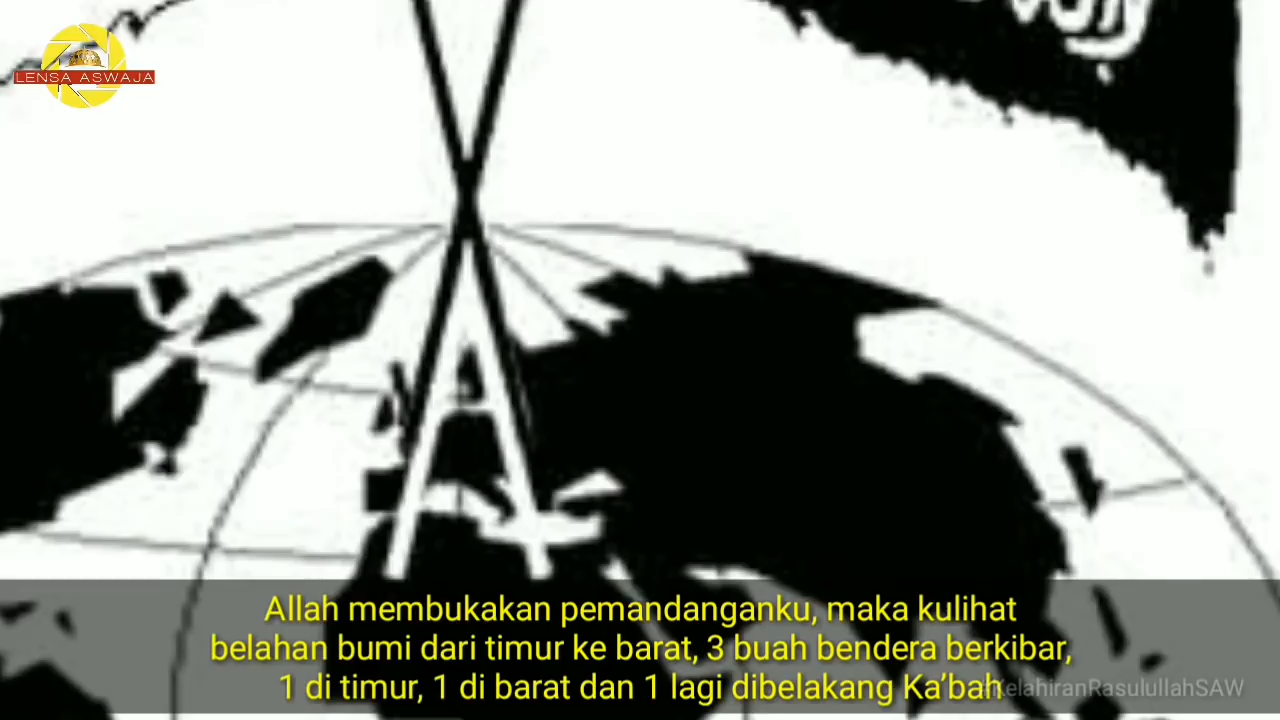 LENSA ASWAJA
Allah membukakan pemandanganku, maka kulihat
belahan bumi dari timur ke barat, 3 buah bendera berkibar,
1 di timur, 1 di barat dan 1 lagi dibelakang Ka’bah
#KelahiranRasulullahSAW